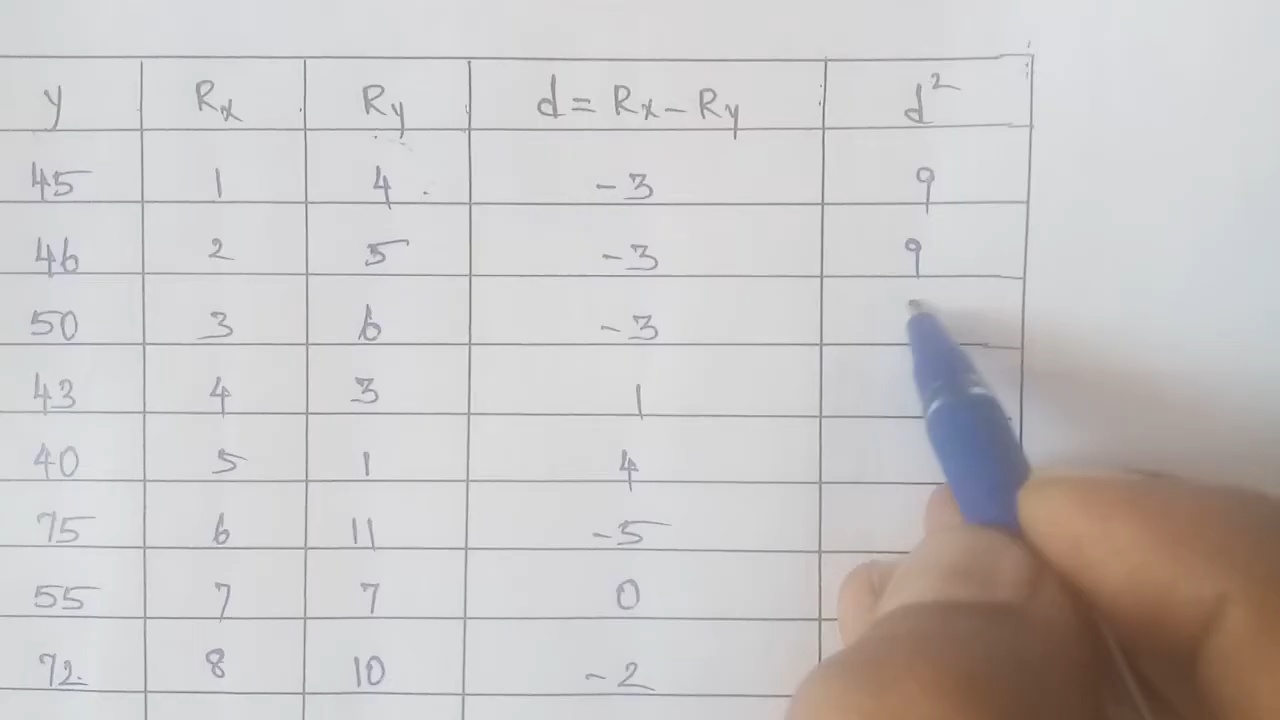 y Rx Ry d = Rx - Ry d²
45 1 4 -3 9
46 2 5 -3 9
50 3 6 -3
43 4 3 1
40 5 1 4
75 6 11 -5
55 7 7 0
72 8 10 -2